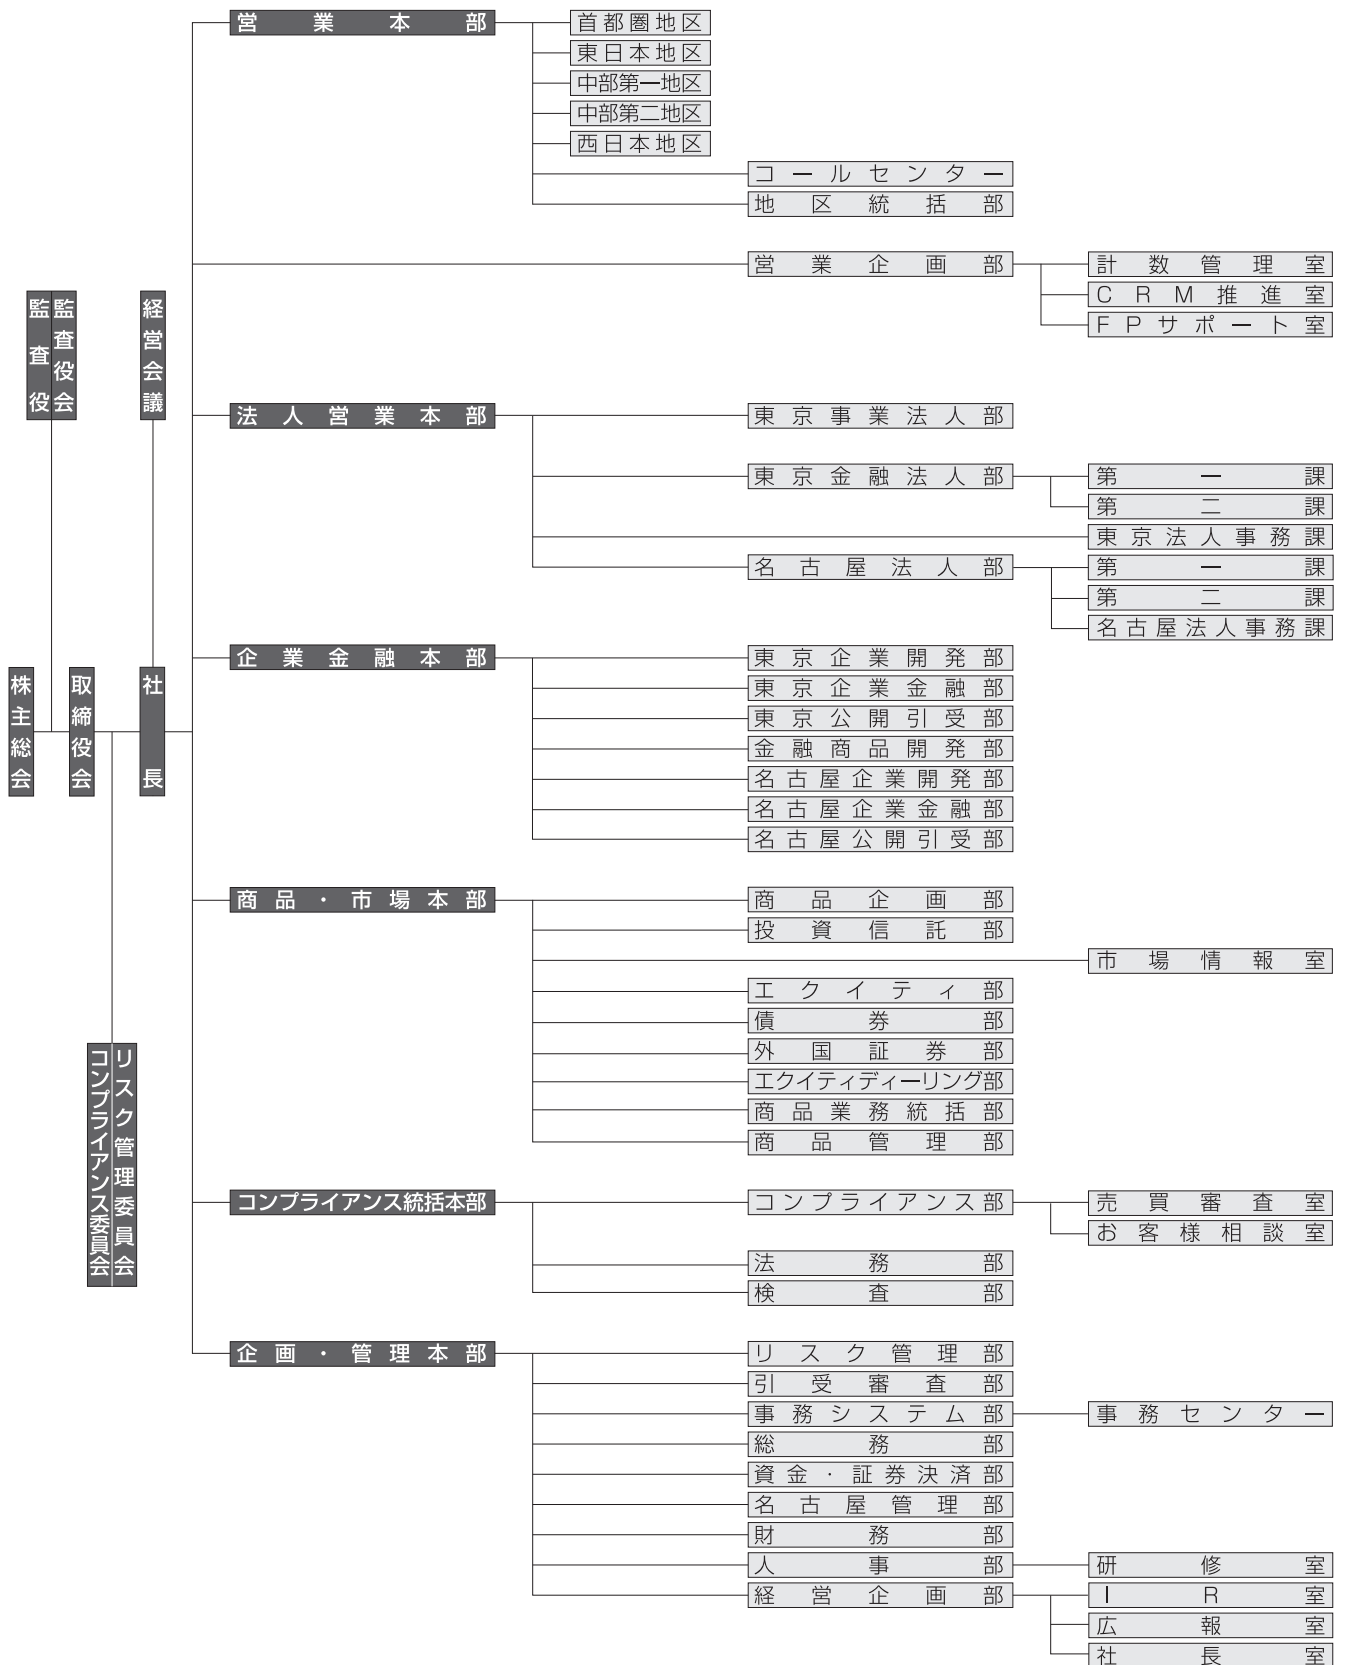 株主総会
監査役
監査役会
取締役会
コンプライアンス委員会
リスク管理委員会
経営会議
社長
営業本部
首都圏地区
東日本地区
中部第一地区
中部第二地区
西日本地区
コールセンター
地区統括部
営業企画部
計数管理室
CRM推進室
FPサポート室
法人営業本部
東京事業法人部
東京金融法人部
第一課
第二課
東京法人事務課
名古屋法人部
第一課
第二課
名古屋法人事務課
企業金融本部
東京企業開発部
東京企業金融部
東京公開引受部
金融商品開発部
名古屋企業開発部
名古屋企業金融部
名古屋公開引受部
商品・市場本部
商品企画部
投資信託部
市場情報室
エクイティ部
債券部
外国証券部
エクイティディーリング部
商品業務統括部
商品管理部
コンプライアンス統括本部
コンプライアンス部
売買審査室
お客様相談室
法務部
検査部
企画・管理本部
リスク管理部
引受審査部
事務システム部
事務センター
総務部
資金・証券決済部
名古屋管理部
財務部
人事部
研修室
経営企画部
IR室
広報室
社長室